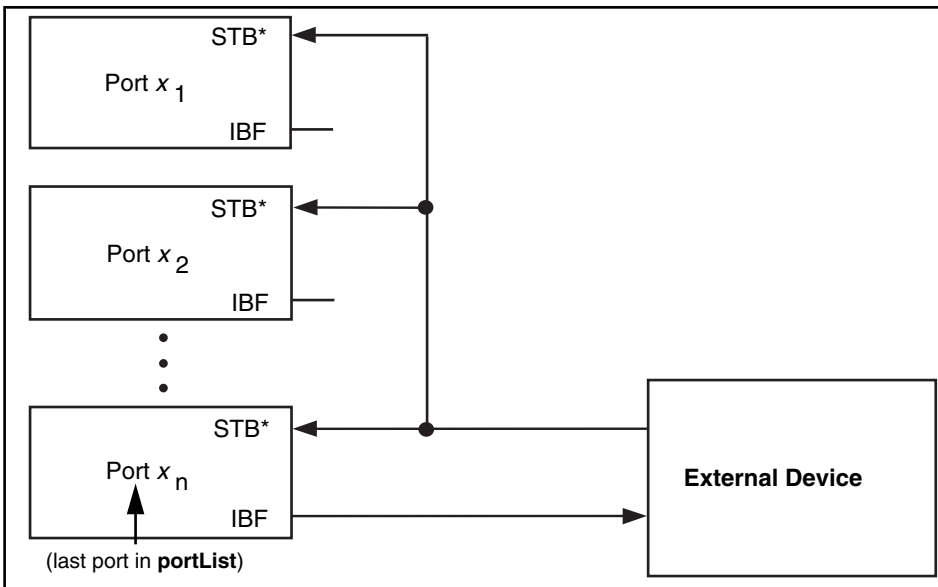 STB*
Port x 1
IBF
STB*
Port x 2
IBF
STB*
Port x n
IBF
(last port in portList)
External Device